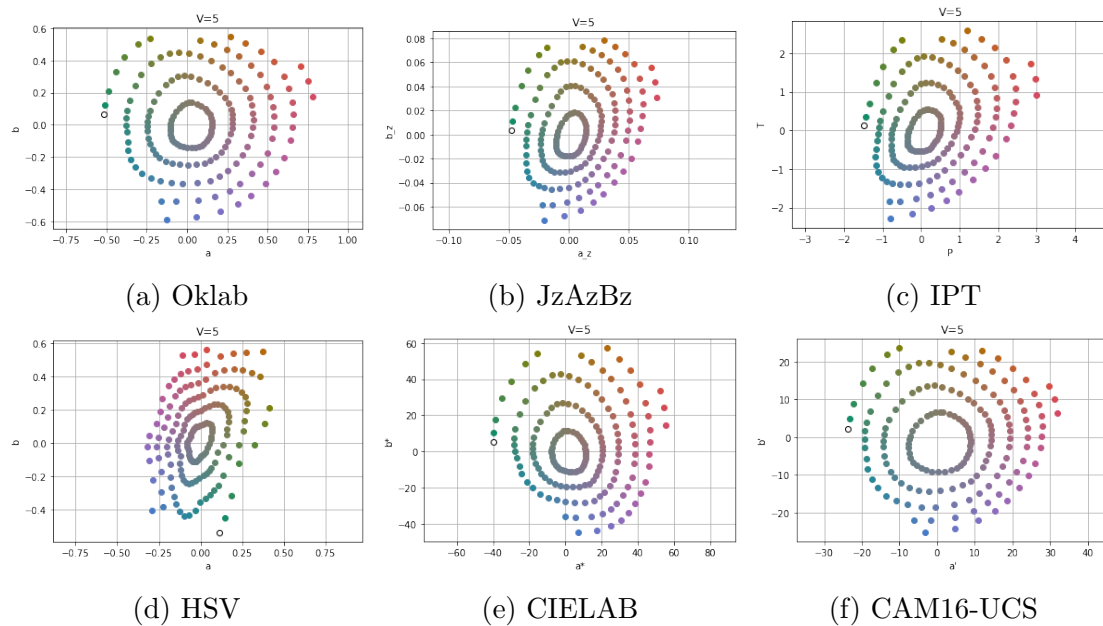 V=5
0.6
0.4
0.2
0.0
−0.2
−0.4
−0.6
b
−0.75 −0.50 −0.25 0.00 0.25 0.50 0.75 1.00
a
(a) Oklab
V=5
0.08
0.06
0.04
0.02
0.00
−0.02
−0.04
−0.06
b_z
−0.10 −0.05 0.00 0.05 0.10
a_z
(b) JzAzBz
V=5
2
1
0
−1
−2
T
−3 −2 −1 0 1 2 3 4
P
(c) IPT
V=5
0.6
0.4
0.2
0.0
−0.2
−0.4
b
−0.75 −0.50 −0.25 0.00 0.25 0.50 0.75
a
(d) HSV
V=5
60
40
20
0
−20
−40
b*
−60 −40 −20 0 20 40 60 80
a*
(e) CIELAB
V=5
20
10
0
−10
−20
b'
−30 −20 −10 0 10 20 30 40
a'
(f) CAM16-UCS